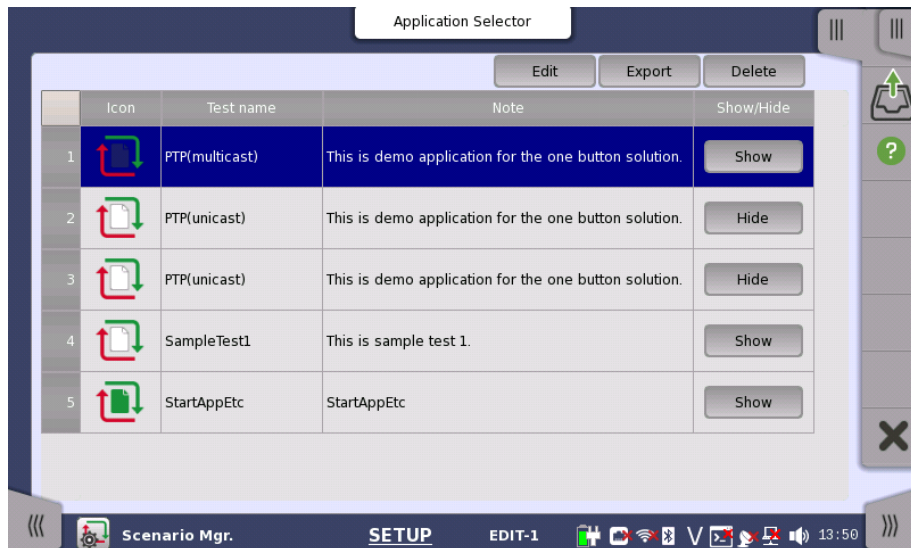 Application Selector
Edit Export Delete
Icon Test name Note Show/Hide
1 PTP(multicast) This is demo application for the one button solution. Show
2 PTP(unicast) This is demo application for the one button solution. Hide
3 PTP(unicast) This is demo application for the one button solution. Hide
4 SampleTest1 This is sample test 1. Show
5 StartAppEtc StartAppEtc Show
Scenario Mgr. SETUP EDIT-1 V 13:50